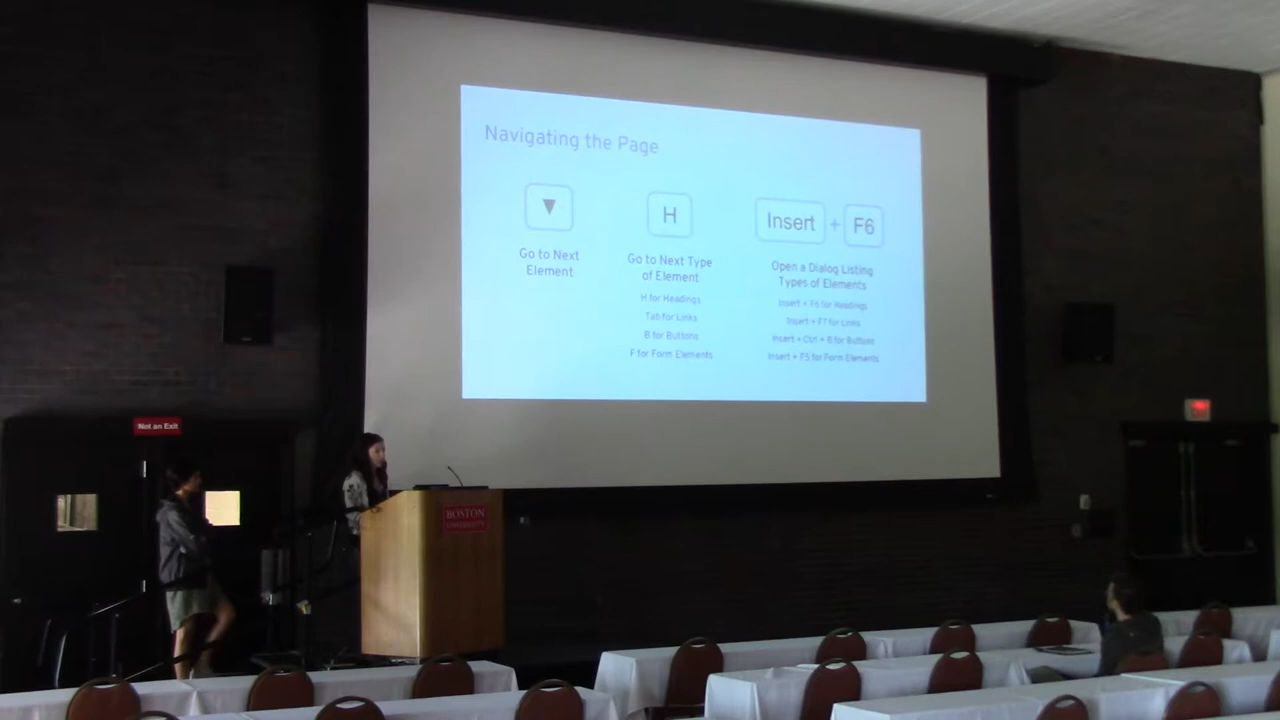 Navigating the Page
▼
Go to Next
Element
H
Go to Next Type
of Element
H for Headings
Tab for Links
B for Buttons
F for Form Elements
Insert + F6
Open a Dialog Listing
Types of Elements
Insert + F6 for Headings
Insert + F7 for Links
Insert + Ctrl + B for Buttons
Insert + F5 for Form Elements
Not an Exit
BOSTON
UNIVERSITY